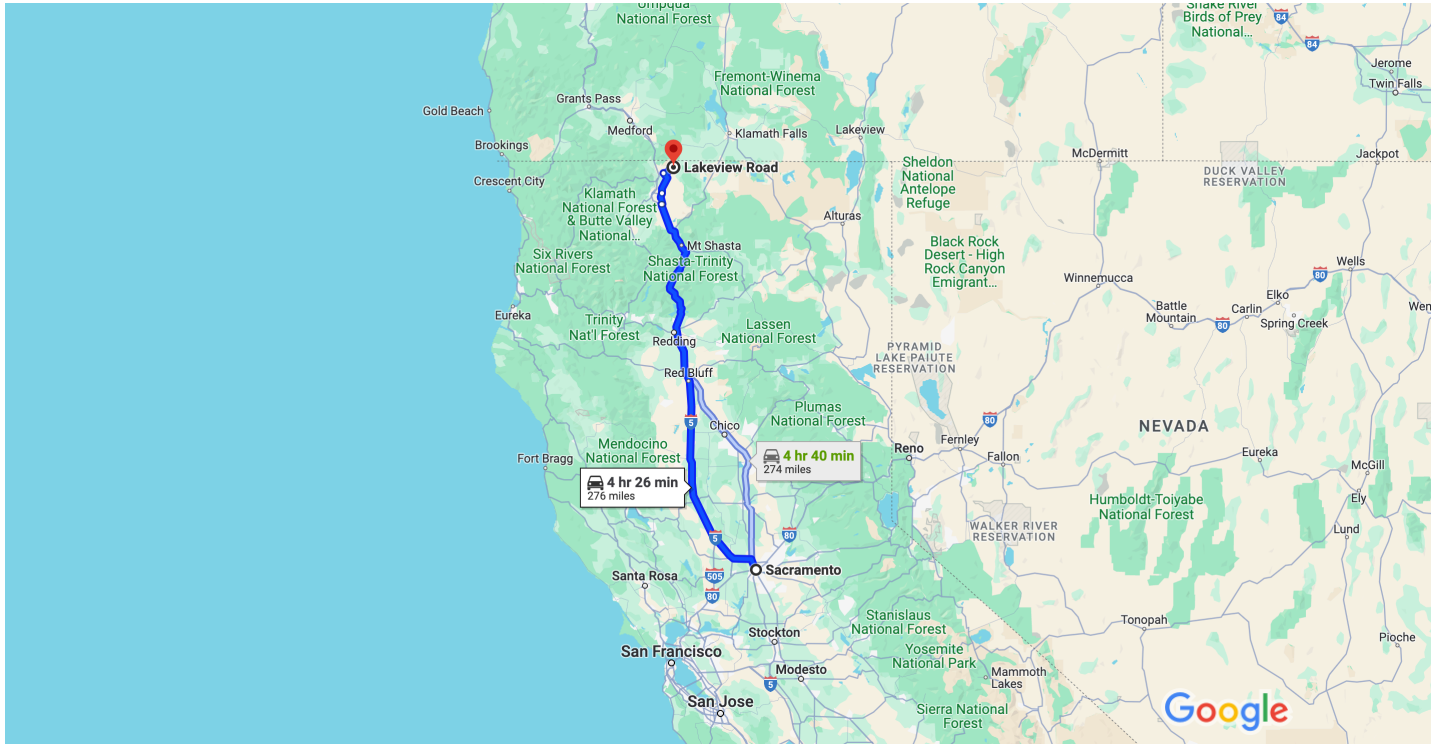 Umpqua
National Forest
Snake River
Birds of Prey
National...
84
84
Jerome
Twin Falls
Fremont-Winema
National Forest
Grants Pass
Gold Beach
Medford
Klamath Falls
Lakeview
Brookings
McDermitt
Jackpot
Lakeview Road
Sheldon
National
Antelope
Refuge
DUCK VALLEY
RESERVATION
Crescent City
Klamath
National Forest
& Butte Valley
National...
Alturas
Mt Shasta
Black Rock
Desert - High
Rock Canyon
Emigrant...
Six Rivers
National Forest
Shasta-Trinity
National Forest
Wells
80
Winnemucca
Elko
Battle
Mountain
Carlin
Spring Creek
80
Wen
Eureka
Trinity
Nat'l Forest
Lassen
National Forest
Redding
PYRAMID
LAKE PAIUTE
RESERVATION
Red Bluff
Plumas
National Forest
5
Chico
80
NEVADA
Mendocino
National Forest
Fort Bragg
4 hr 40 min
274 miles
Reno
Fernley
Fallon
Eureka
McGill
Ely
4 hr 26 min
276 miles
Humboldt-Toiyabe
National Forest
WALKER RIVER
RESERVATION
Lund
5
80
Sacramento
505
80
Santa Rosa
Stanislaus
National Forest
Tonopah
Stockton
Pioche
San Francisco
Yosemite
National Park
Modesto
5
Mammoth
Lakes
San Jose
Sierra National
Forest
Google